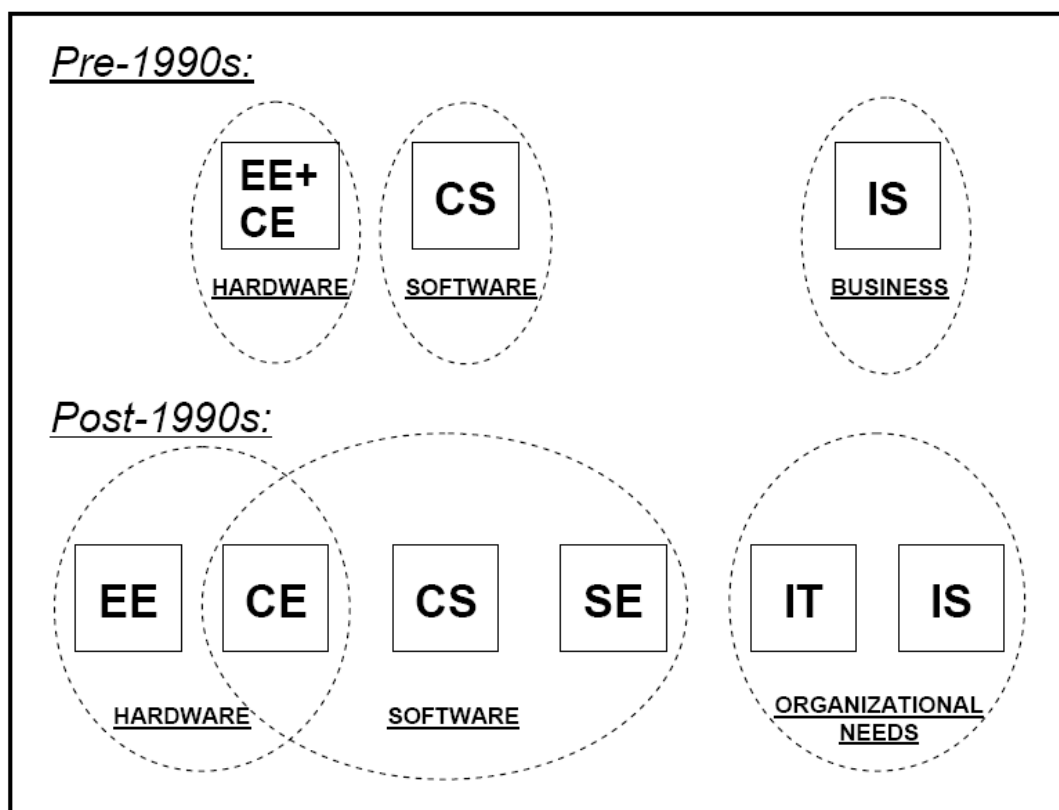 Pre-1990s:
EE+
CE
CS
IS
HARDWARE
SOFTWARE
BUSINESS
Post-1990s:
EE
CE
CS
SE
IT
IS
HARDWARE
SOFTWARE
ORGANIZATIONAL
NEEDS